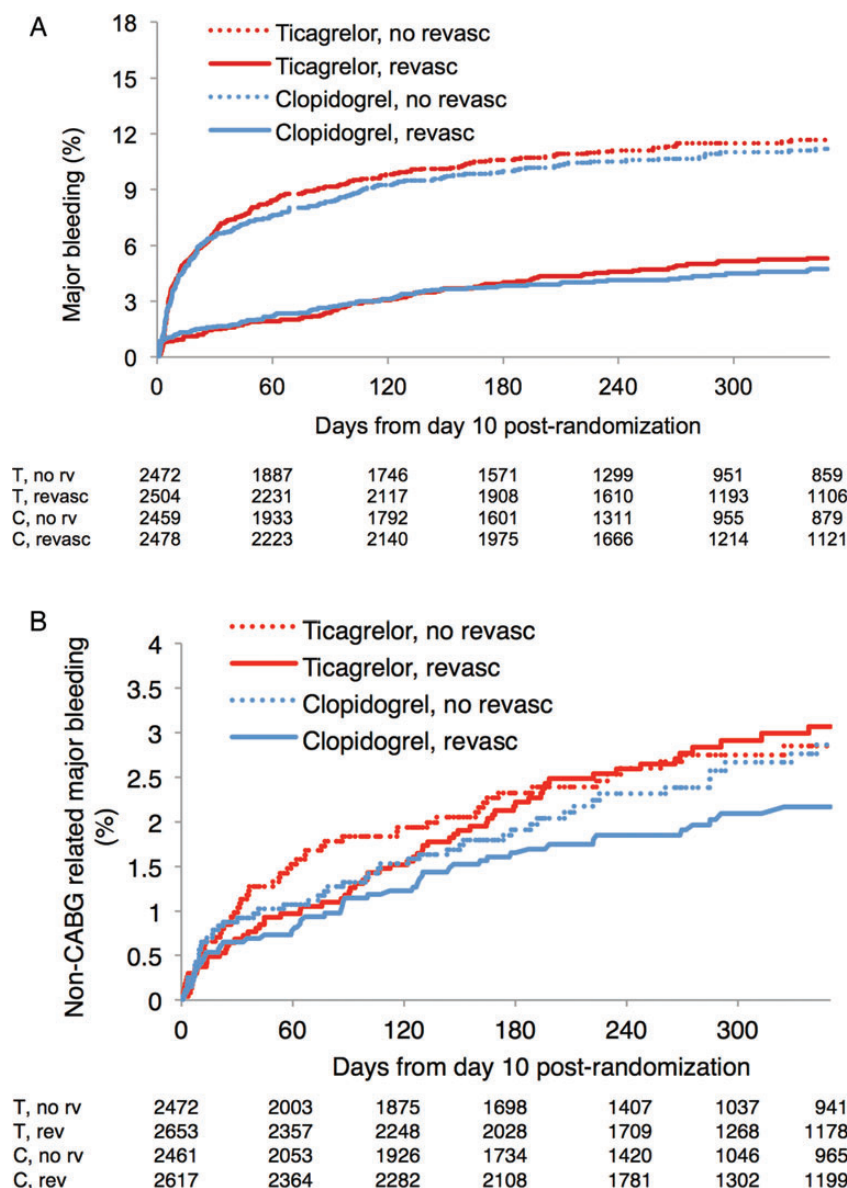 A
Ticagrelor, no revasc
Ticagrelor, revasc
Clopidogrel, no revasc
Clopidogrel, revasc
Major bleeding (%)
18
15
12
9
6
3
0
0 60 120 180 240 300
Days from day 10 post-randomization
T, no rv 2472 1887 1746 1571 1299 951 859
T, revasc 2504 2231 2117 1908 1610 1193 1106
C, no rv 2459 1933 1792 1601 1311 955 879
C, revasc 2478 2223 2140 1975 1666 1214 1121
B
Ticagrelor, no revasc
Ticagrelor, revasc
Clopidogrel, no revasc
Clopidogrel, revasc
Non-CABG related major bleeding
(%)
4
3.5
3
2.5
2
1.5
1
0.5
0
0 60 120 180 240 300
Days from day 10 post-randomization
T, no rv 2472 2003 1875 1698 1407 1037 941
T, rev 2653 2357 2248 2028 1709 1268 1178
C, no rv 2461 2053 1926 1734 1420 1046 965
C, rev 2617 2364 2282 2108 1781 1302 1199